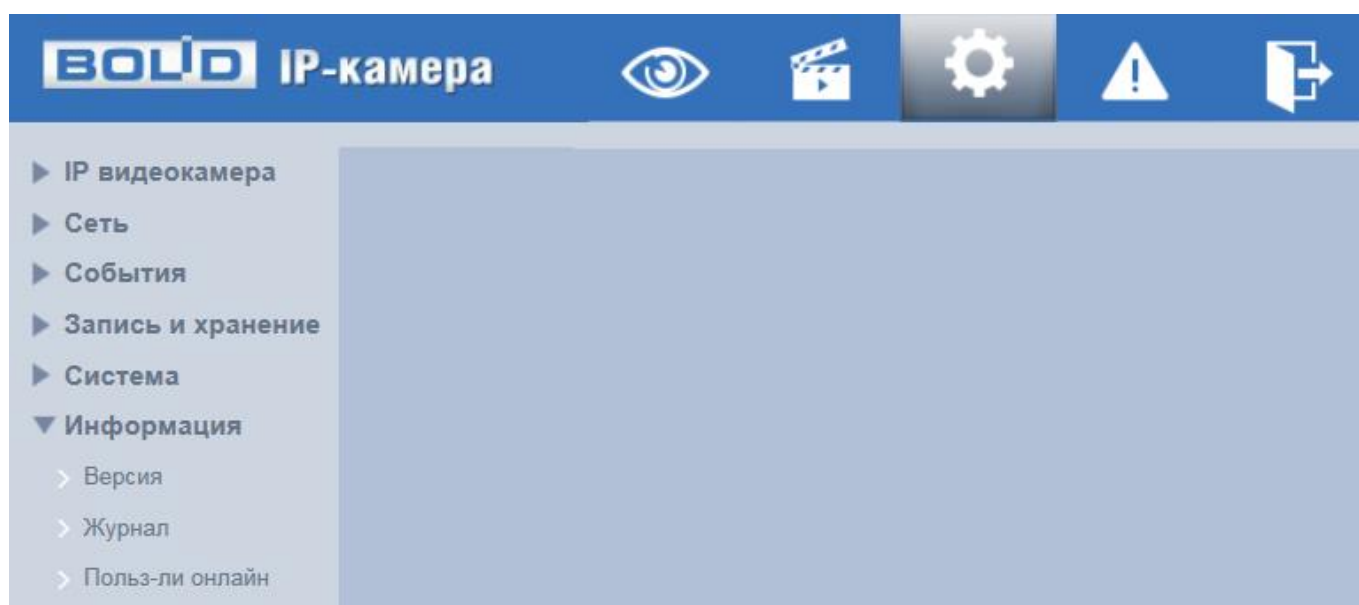 BOLID IP-камера
IP видеокамера
Сеть
События
Запись и хранение
Система
Информация
Версия
Журнал
Польз-ли онлайн